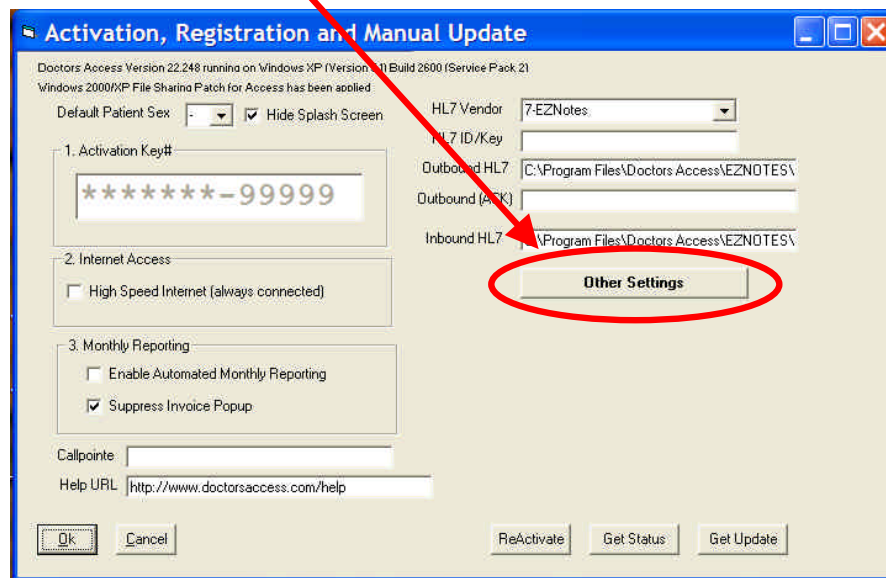 Activation, Registration and Manual Update
Doctors Access Version 22.248 running on Windows XP (Version 5.1) Build 2600 (Service Pack 2)
Windows 2000/XP File Sharing Patch for Access has been applied
Default Patient Sex - Hide Splash Screen
HL7 Vendor 7-EZNotes
HL7 ID/Key
1. Activation Key#
*******-99999
Outbound HL7 C:\Program Files\Doctors Access\EZNOTES\
Outbound (ACK)
Inbound HL7 \Program Files\Doctors Access\EZNOTES\
2. Internet Access
High Speed Internet (always connected)
Other Settings
3. Monthly Reporting
Enable Automated Monthly Reporting
Suppress Invoice Popup
Callpointe
Help URL http://www.doctorsaccess.com/help
Ok Cancel ReActivate Get Status Get Update